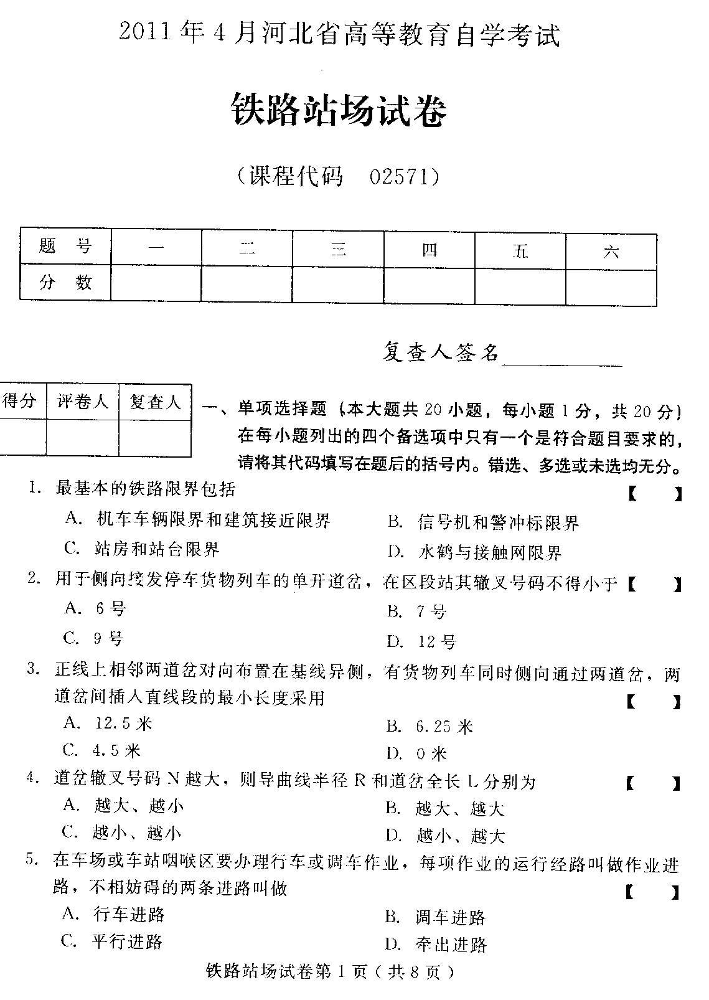 2011年4月河北省高等教育自学考试
铁路站场试卷
（课程代码 02571）
题 号 一 二 三 四 五 六
分 数
复查人签名
得分 评卷人 复查人
一、单项选择题（本大题共20小题，每小题1分，共20分）
在每小题列出的四个备选项中只有一个是符合题目要求的，
请将其代码填写在题后的括号内。错选、多选或未选均无分。
1. 最基本的铁路限界包括 【 】
A. 机车车辆限界和建筑接近限界 B. 信号机和警冲标限界
C. 站房和站台限界 D. 水鹤与接触网限界
2. 用于侧向接发停车货物列车的单开道岔，在区段站其辙叉号码不得小于【 】
A. 6号 B. 7号
C. 9号 D. 12号
3. 正线上相邻两道岔对向布置在基线异侧，有货物列车同时侧向通过两道岔，两
道岔间插入直线段的最小长度采用 【 】
A. 12.5米 B. 6.25米
C. 4.5米 D. 0米
4. 道岔辙叉号码N越大，则导曲线半径R和道岔全长L分别为 【 】
A. 越大、越小 B. 越大、越大
C. 越小、越小 D. 越小、越大
5. 在车场或车站咽喉区要办理行车或调车作业，每项作业的运行经路叫做作业进
路，不相妨碍的两条进路叫做 【 】
A. 行车进路 B. 调车进路
C. 平行进路 D. 牵出进路
铁路站场试卷第1页（共8页）